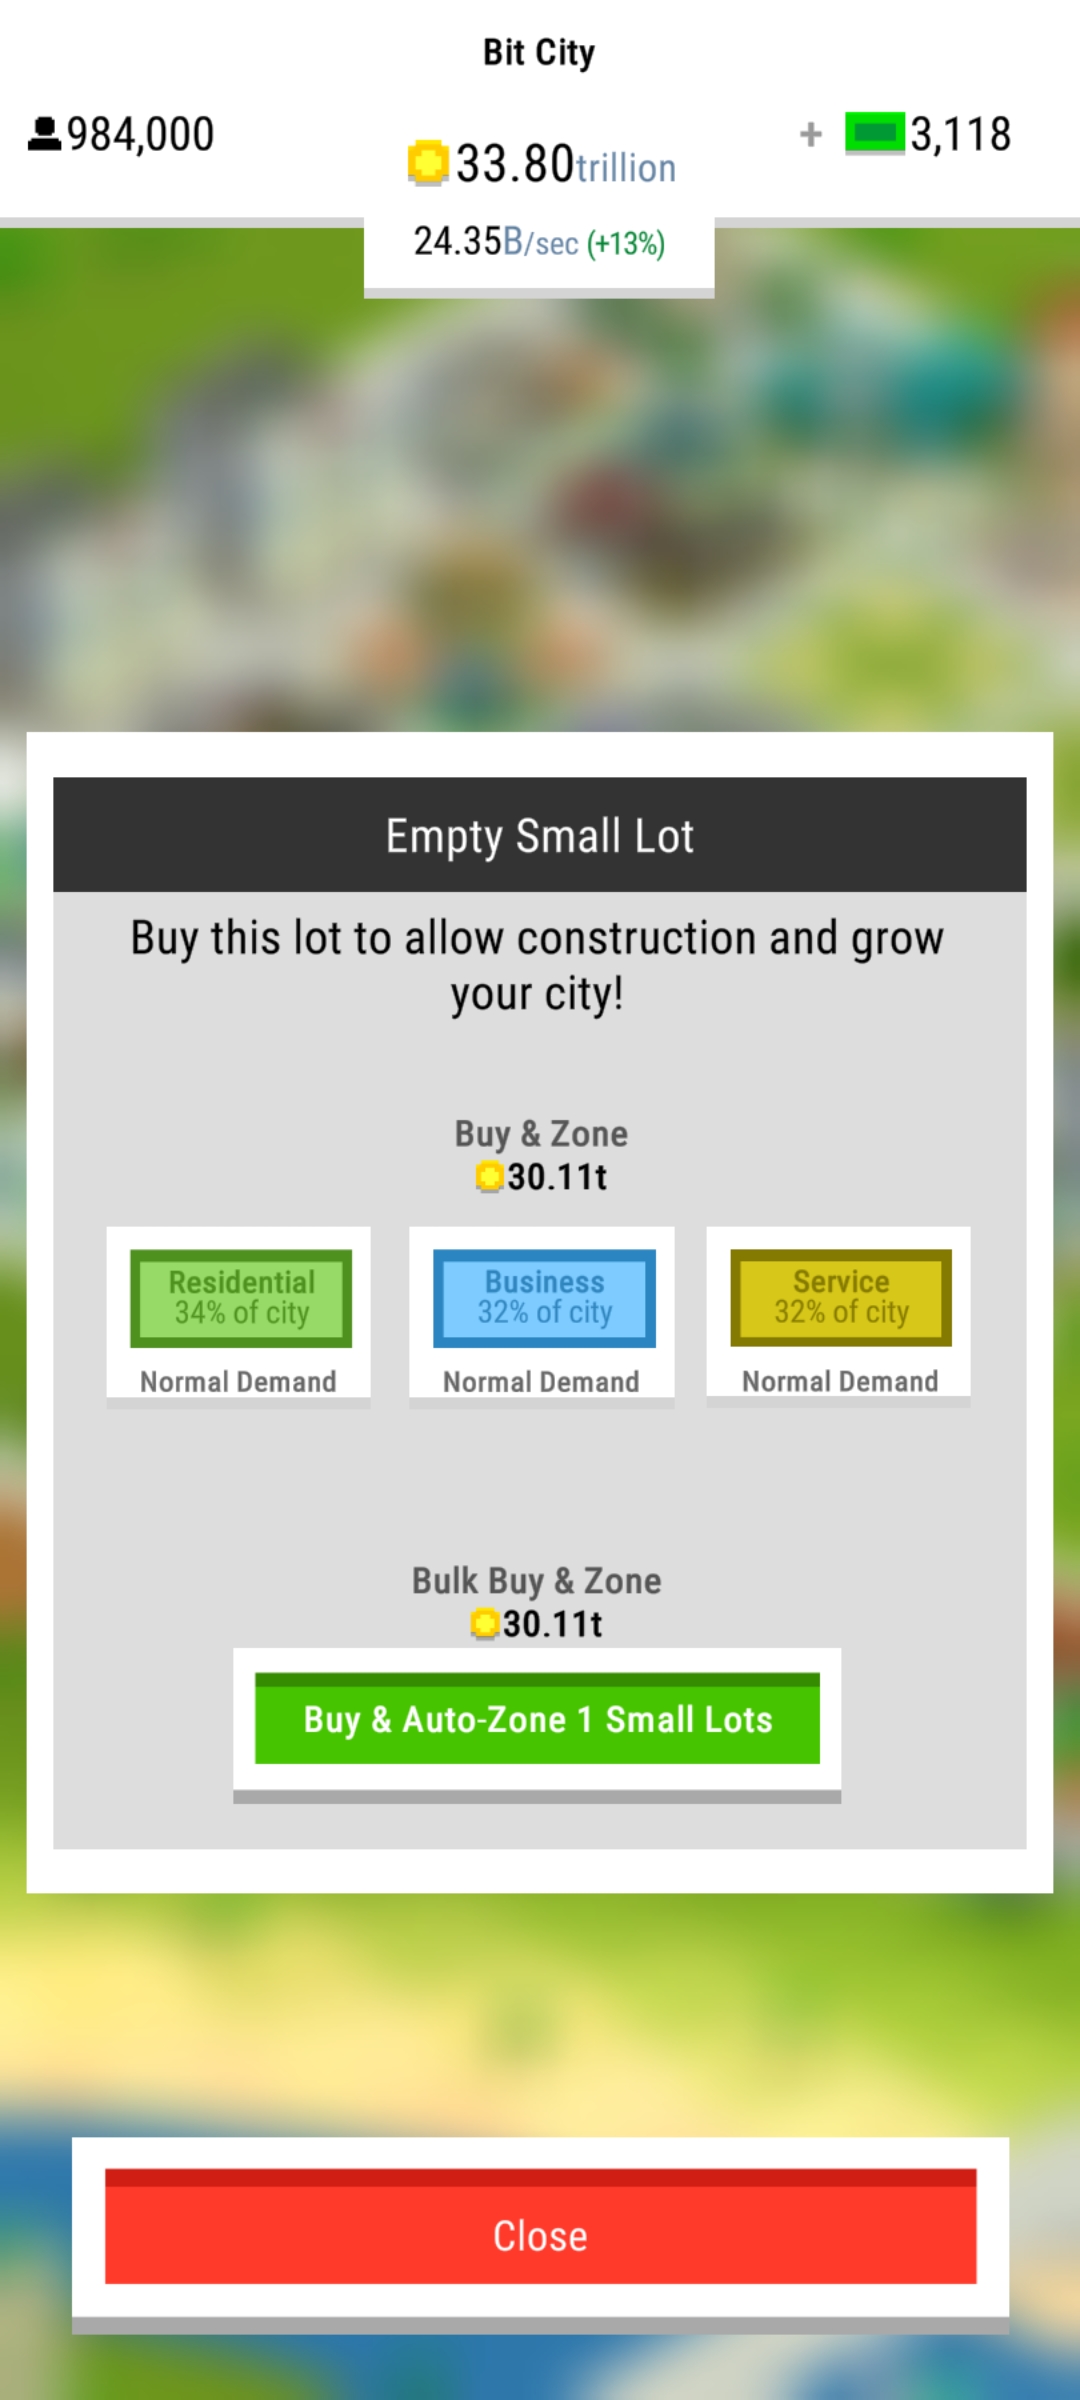 Bit City
984,000
33.80trillion
+ 3,118
24.35B/sec (+13%)
Empty Small Lot
Buy this lot to allow construction and grow
your city!
Buy & Zone
30.11t
Residential
34% of city
Normal Demand
Business
32% of city
Normal Demand
Service
32% of city
Normal Demand
Bulk Buy & Zone
30.11t
Buy & Auto-Zone 1 Small Lots
Close